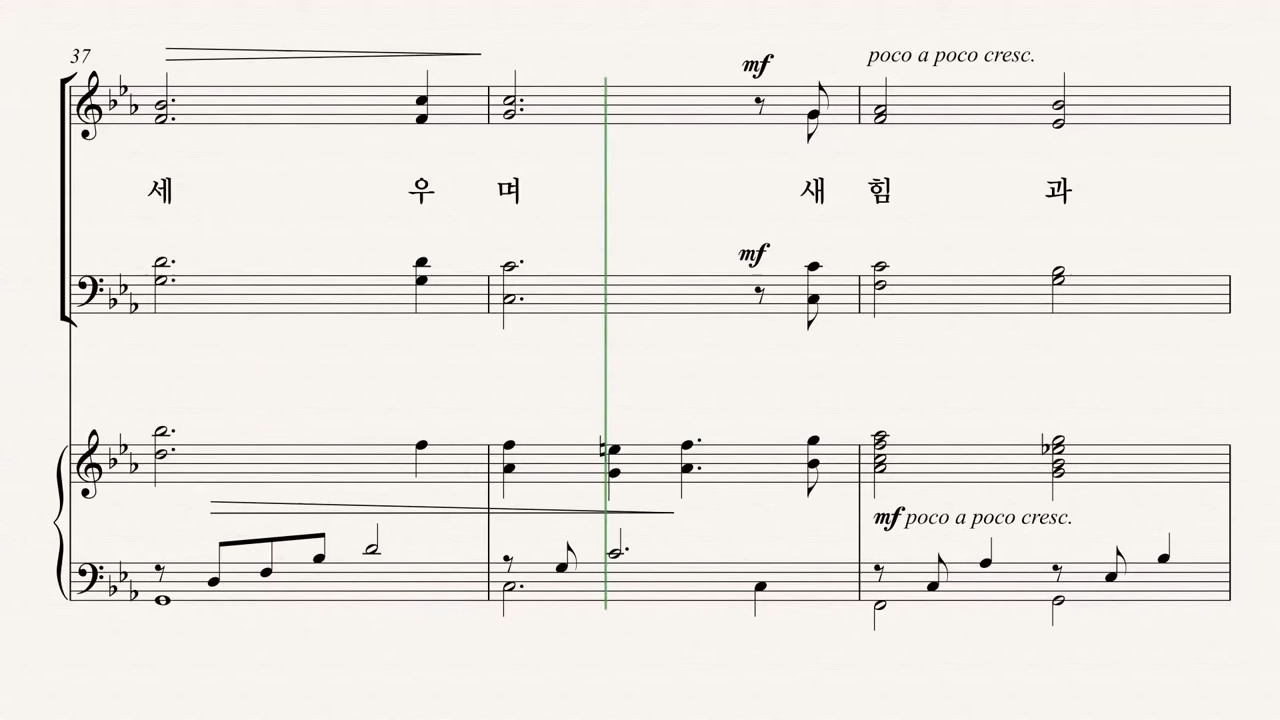 37
mf
poco a poco cresc.
세 우 며 새 힘 과
mf
mf poco a poco cresc.